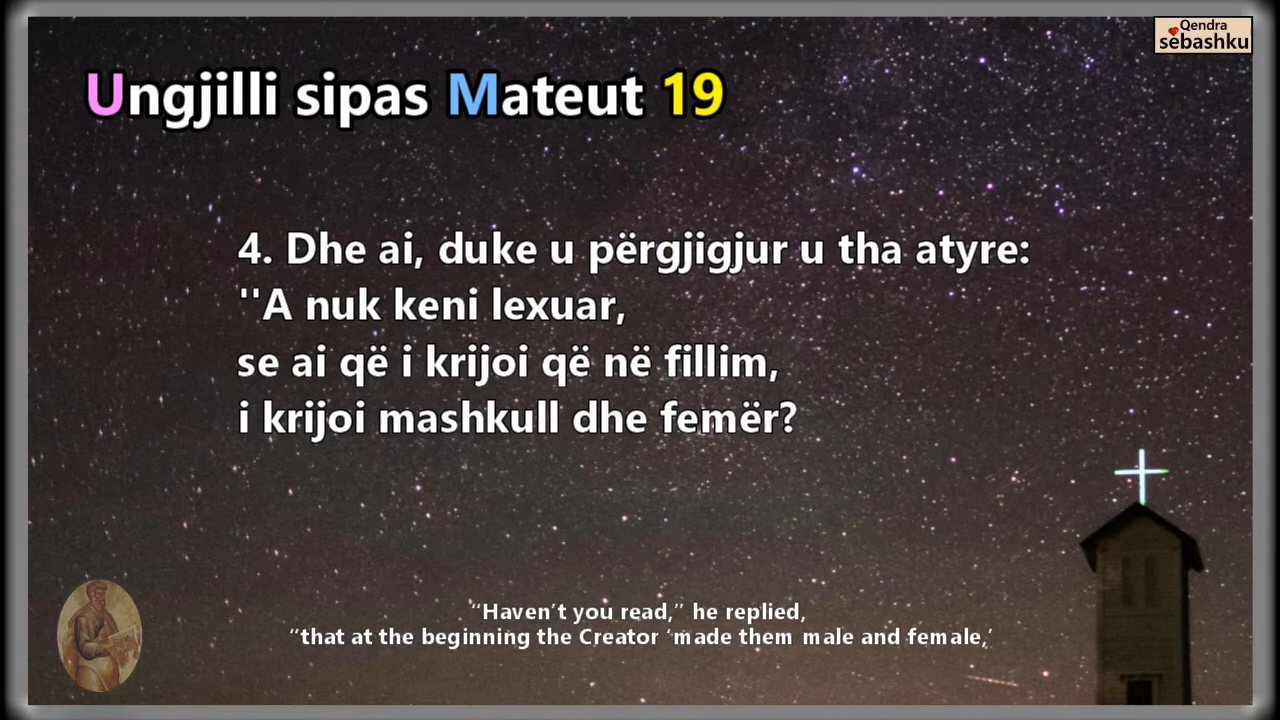 Qendra
sebashku
Ungjilli sipas Mateut 19
4. Dhe ai, duke u përgjigjur u tha atyre:
''A nuk keni lexuar,
se ai që i krijoi që në fillim,
i krijoi mashkull dhe femër?
“Haven’t you read,” he replied,
“that at the beginning the Creator ‘made them male and female,’